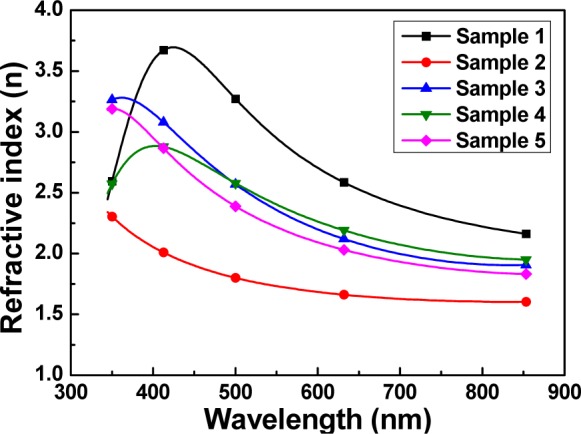 4.0
3.5
3.0
2.5
2.0
1.5
1.0
Refractive index (n)
Sample 1
Sample 2
Sample 3
Sample 4
Sample 5
300 400 500 600 700 800 900
Wavelength (nm)